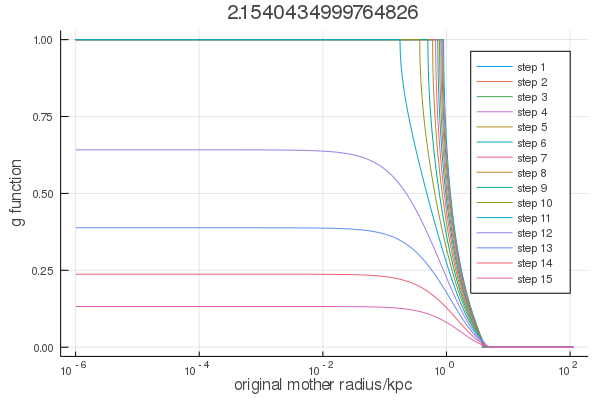 2.1540434999764826
1.00
0.75
0.50
0.25
0.00
g function
10^-6
10^-4
10^-2
10^0
10^2
original mother radius/kpc
step 1
step 2
step 3
step 4
step 5
step 6
step 7
step 8
step 9
step 10
step 11
step 12
step 13
step 14
step 15